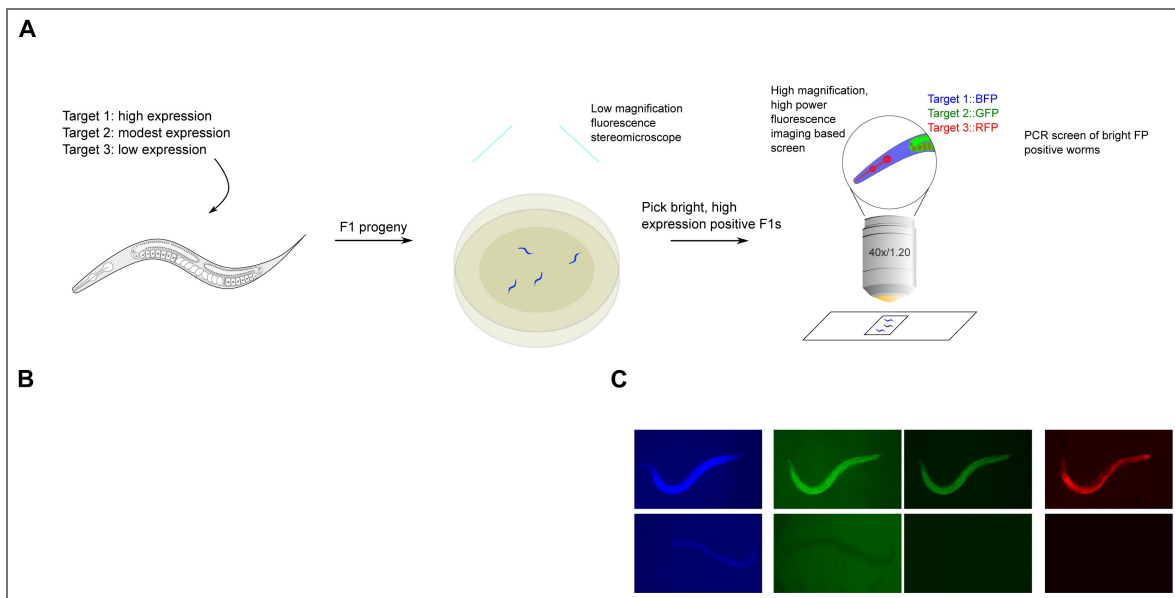 A
Target 1: high expression
Target 2: modest expression
Target 3: low expression
F1 progeny
Low magnification
fluorescence
stereomicroscope
Pick bright, high
expression positive F1s
High magnification,
high power
fluorescence
imaging based
screen
Target 1::BFP
Target 2::GFP
Target 3::RFP
40x/1.20
PCR screen of bright FP
positive worms
B
C